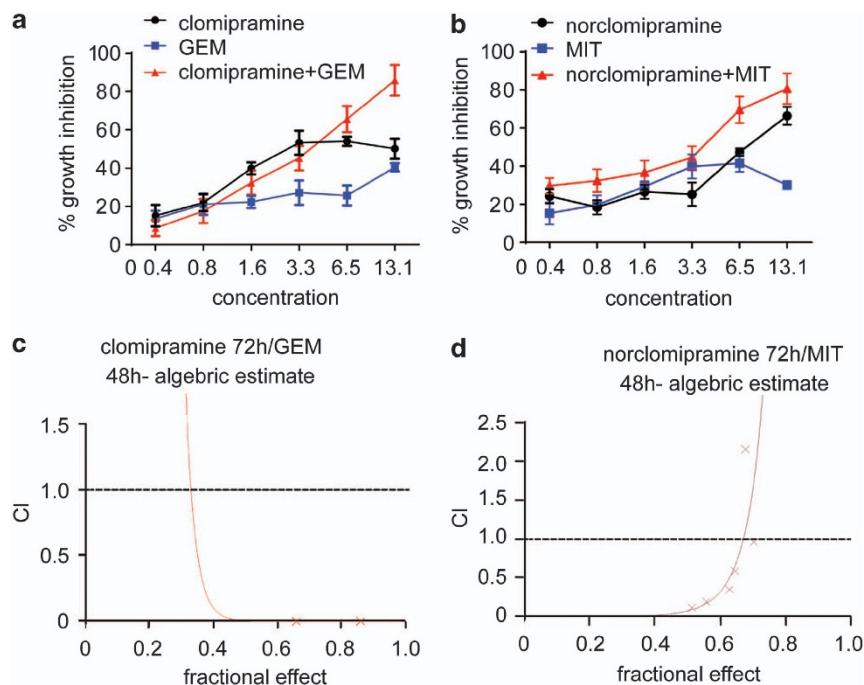 a
clomipramine
GEM
clomipramine+GEM
% growth inhibition
100
80
60
40
20
0
0.4 0.8 1.6 3.3 6.5 13.1
concentration
b
norclomipramine
MIT
norclomipramine+MIT
% growth inhibition
100
80
60
40
20
0
0.4 0.8 1.6 3.3 6.5 13.1
concentration
c
clomipramine 72h/GEM
48h- algebric estimate
CI
1.5
1.0
0.5
0
0 0.2 0.4 0.6 0.8 1.0
fractional effect
d
norclomipramine 72h/MIT
48h- algebric estimate
CI
2.5
2.0
1.5
1.0
0.5
0
0 0.2 0.4 0.6 0.8 1.0
fractional effect